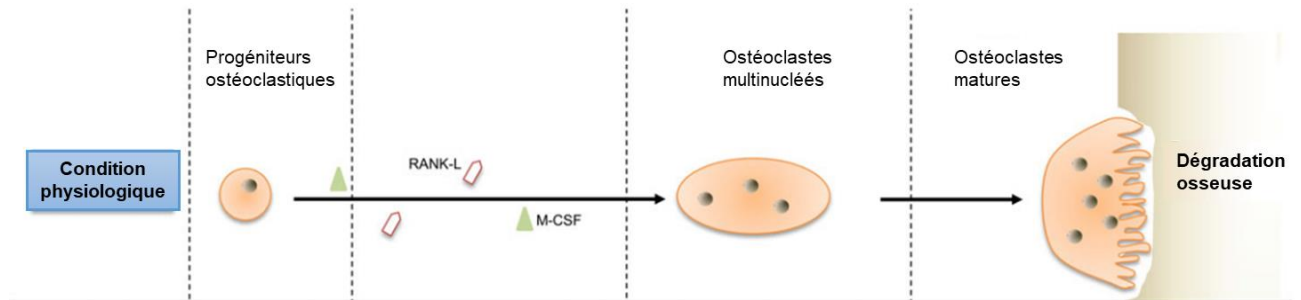 Progéniteurs
ostéoclastiques
Ostéoclastes
multinucléés
Ostéoclastes
matures
Condition
physiologique
RANK-L
M-CSF
Dégradation
osseuse